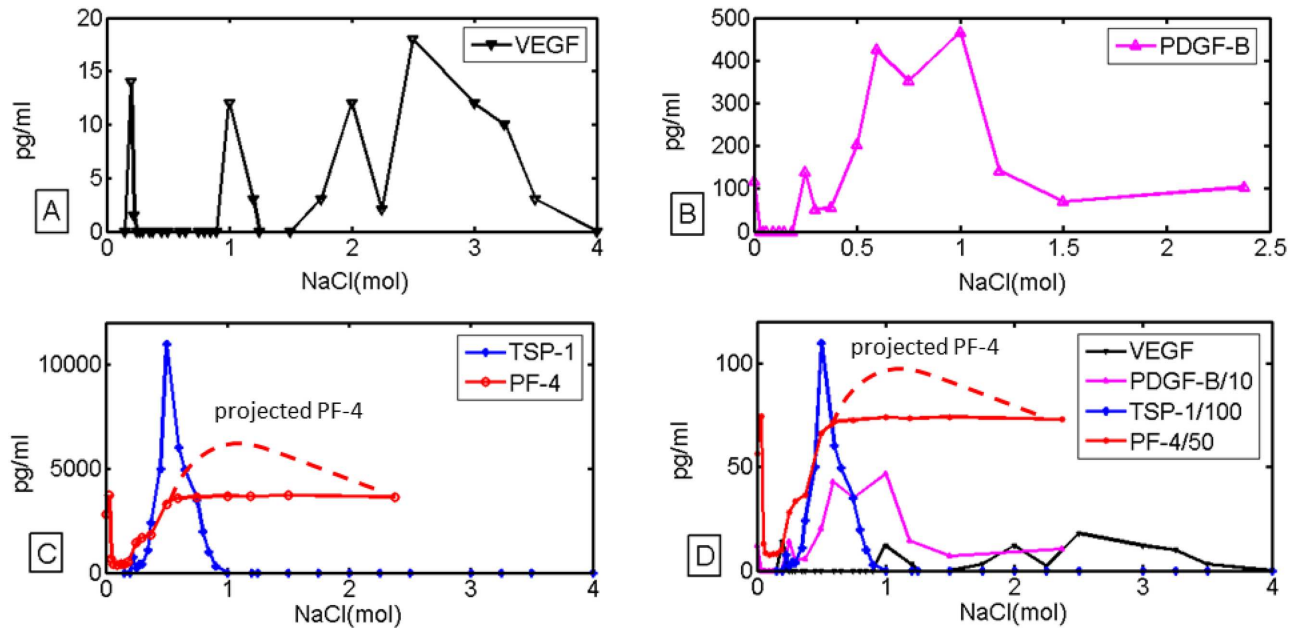 20
15
10
5
0
pg/ml
VEGF
A
0 1 2 3 4
NaCl(mol)
500
400
300
200
100
0
pg/ml
PDGF-B
B
0 0.5 1 1.5 2 2.5
NaCl(mol)
10000
5000
0
pg/ml
TSP-1
PF-4
projected PF-4
C
0 1 2 3 4
NaCl(mol)
100
50
0
pg/ml
projected PF-4
VEGF
PDGF-B/10
TSP-1/100
PF-4/50
D
0 1 2 3 4
NaCl(mol)